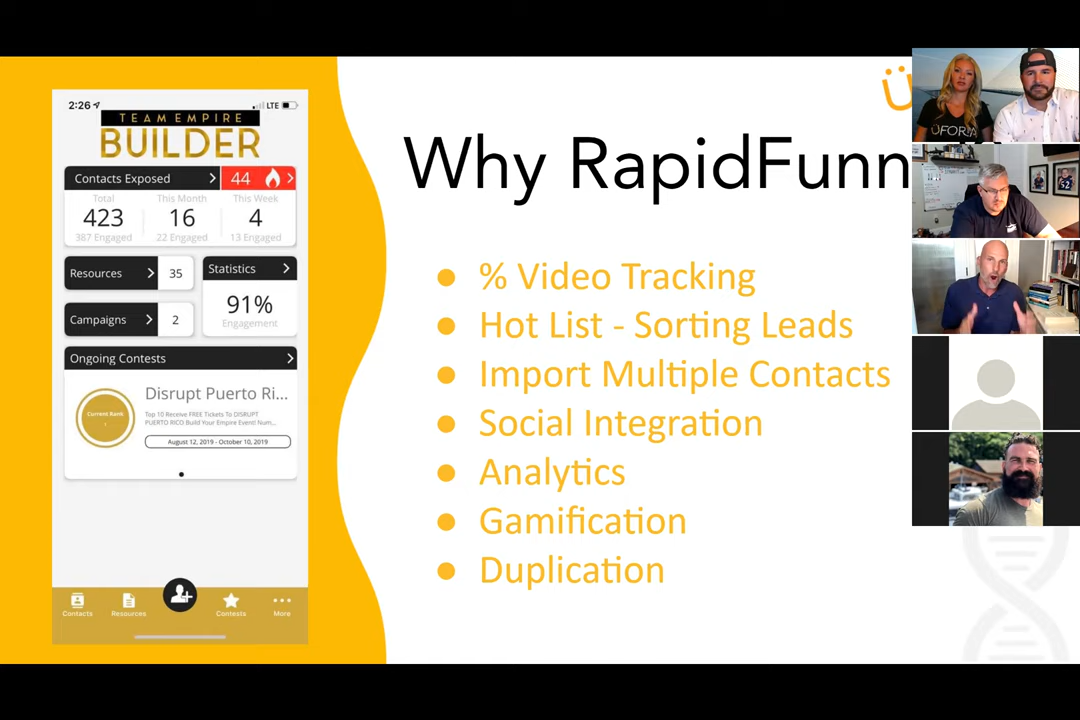 2:26
LTE
TEAM EMPIRE
BUILDER
Contacts Exposed
44
Total
This Month
This Week
423
16
4
387 Engaged
22 Engaged
13 Engaged
Resources
35
Statistics
91%
Engagement
Campaigns
2
Ongoing Contests
Current Rank
1
Disrupt Puerto Ri...
Top 10 Receive FREE Tickets To DISRUPT
PUERTO RICO Build Your Empire Event! Num...
August 12, 2019 - October 10, 2019
Contacts
Resources
Contests
More
Ü
Why RapidFunn
• % Video Tracking
• Hot List - Sorting Leads
• Import Multiple Contacts
• Social Integration
• Analytics
• Gamification
• Duplication
ÜFORIA
52